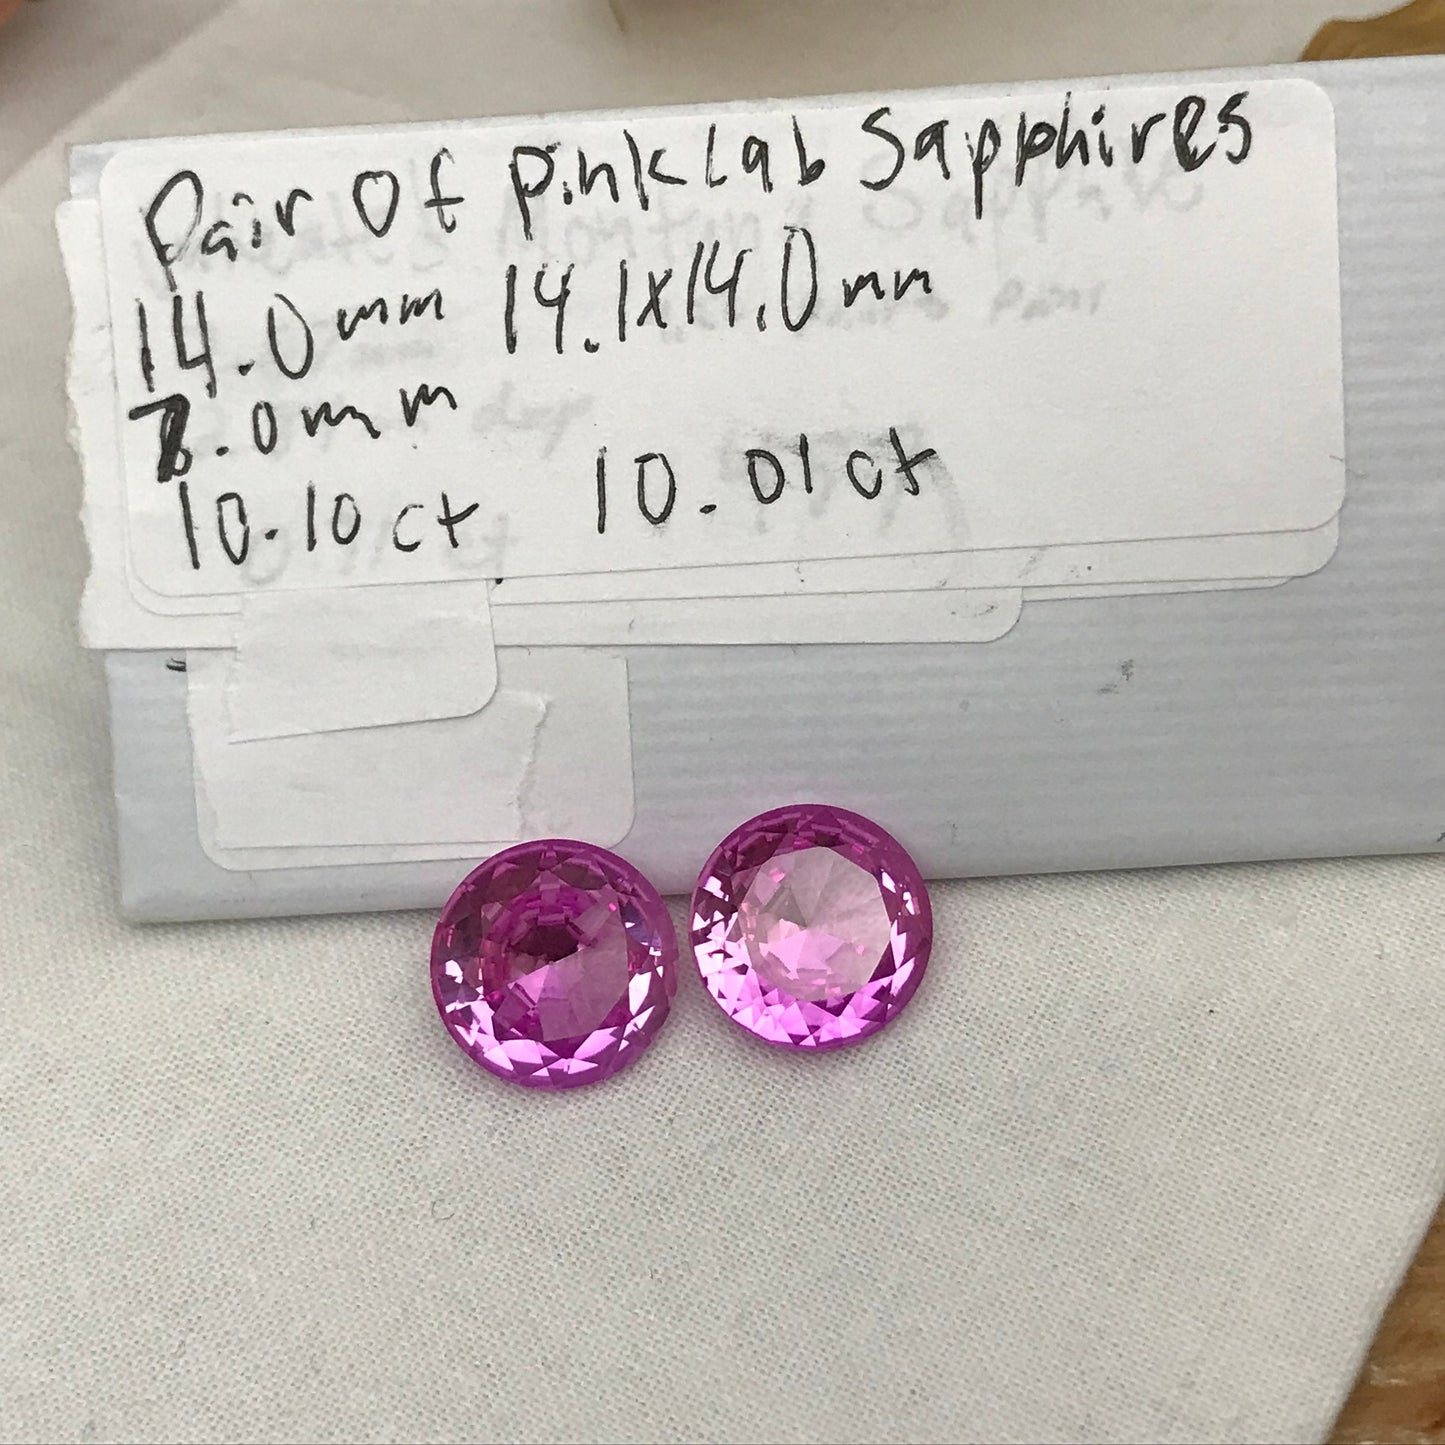 Pair Of Pink Lab Sapphires
14.0mm 14.1x14.0mm
.0mm
10.10ct 10.01ct